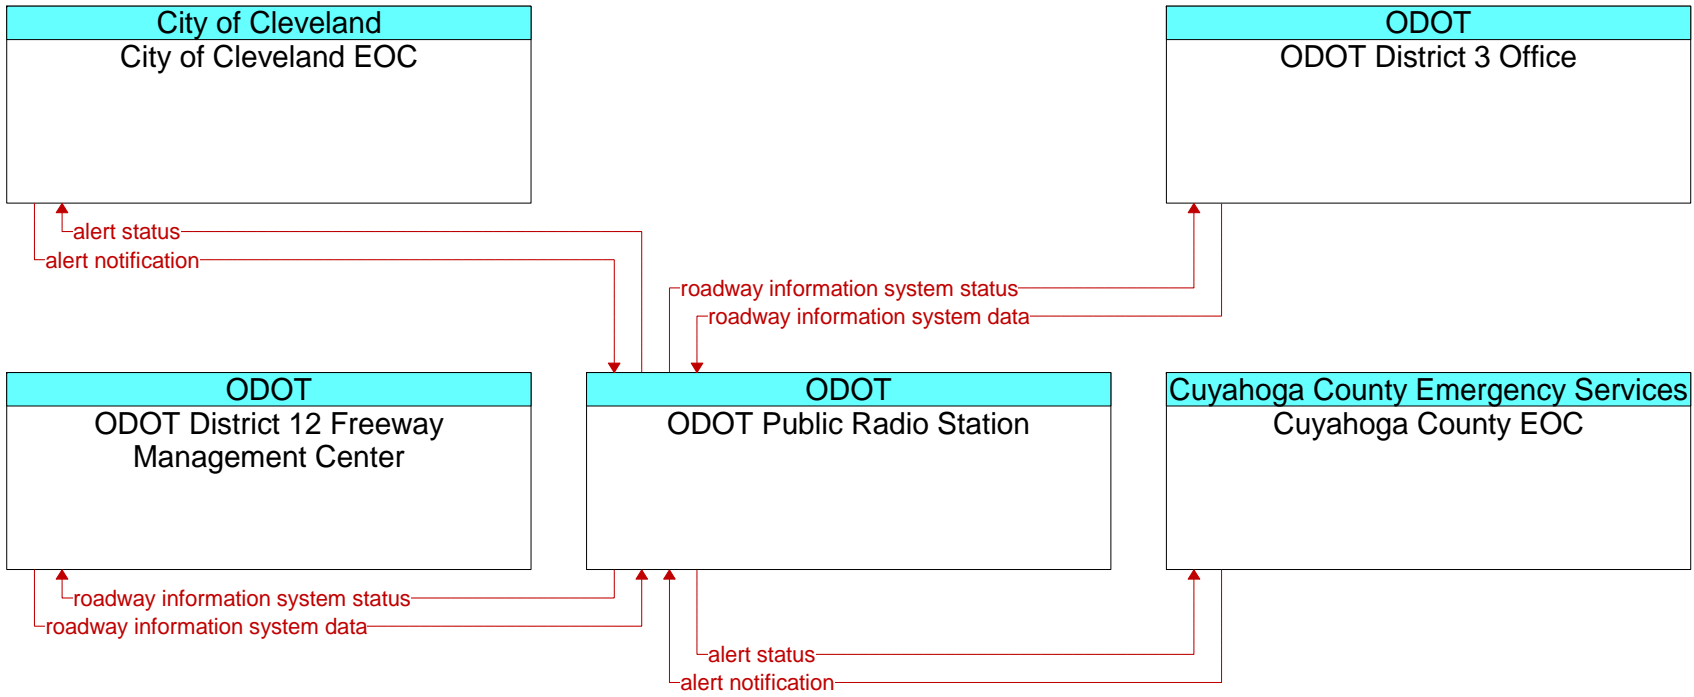 City of Cleveland
City of Cleveland EOC
ODOT
ODOT District 3 Office
alert status
alert notification
roadway information system status
roadway information system data
ODOT
ODOT District 12 Freeway
Management Center
ODOT
ODOT Public Radio Station
Cuyahoga County Emergency Services
Cuyahoga County EOC
roadway information system status
roadway information system data
alert status
alert notification